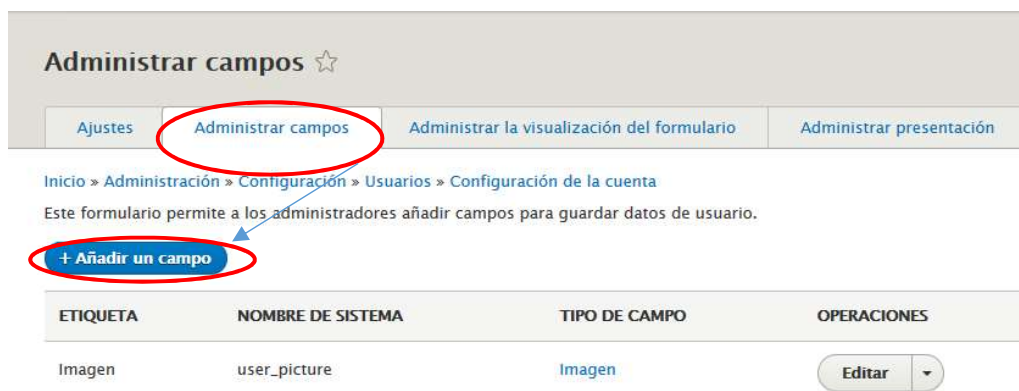 Administrar campos
Ajustes Administrar campos Administrar la visualización del formulario Administrar presentación
Inicio » Administración » Configuración » Usuarios » Configuración de la cuenta
Este formulario permite a los administradores añadir campos para guardar datos de usuario.
+ Añadir un campo
ETIQUETA NOMBRE DE SISTEMA TIPO DE CAMPO OPERACIONES
Imagen user_picture Imagen Editar